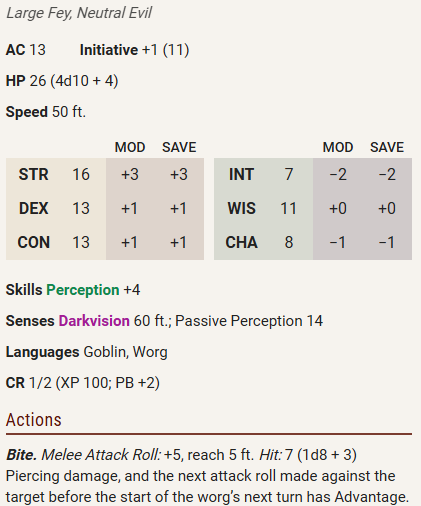 Large Fey, Neutral Evil
AC 13 Initiative +1 (11)
HP 26 (4d10 + 4)
Speed 50 ft.
MOD SAVE MOD SAVE
STR 16 +3 +3 INT 7 −2 −2
DEX 13 +1 +1 WIS 11 +0 +0
CON 13 +1 +1 CHA 8 −1 −1
Skills Perception +4
Senses Darkvision 60 ft.; Passive Perception 14
Languages Goblin, Worg
CR 1/2 (XP 100; PB +2)
Actions
Bite. Melee Attack Roll: +5, reach 5 ft. Hit: 7 (1d8 + 3)
Piercing damage, and the next attack roll made against the
target before the start of the worg’s next turn has Advantage.